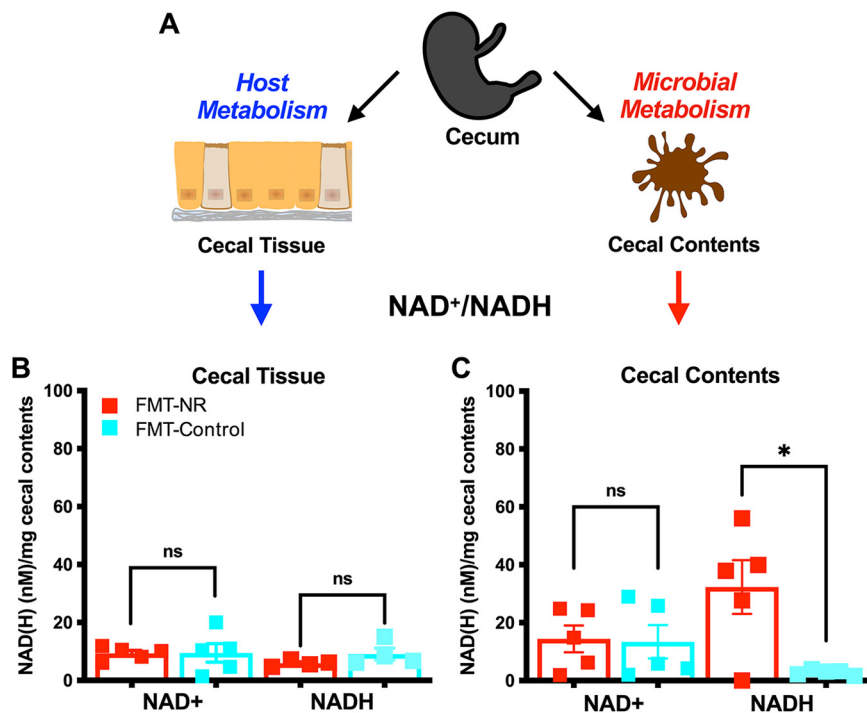 A
Host
Metabolism
Microbial
Metabolism
Cecum
Cecal Tissue
Cecal Contents
NAD⁺/NADH
B
Cecal Tissue
NAD(H) (nM)/mg cecal contents
100
80
60
40
20
0
FMT-NR
FMT-Control
ns
ns
NAD+
NADH
C
Cecal Contents
NAD(H) (nM)/mg cecal contents
100
80
60
40
20
0
ns
*
NAD+
NADH